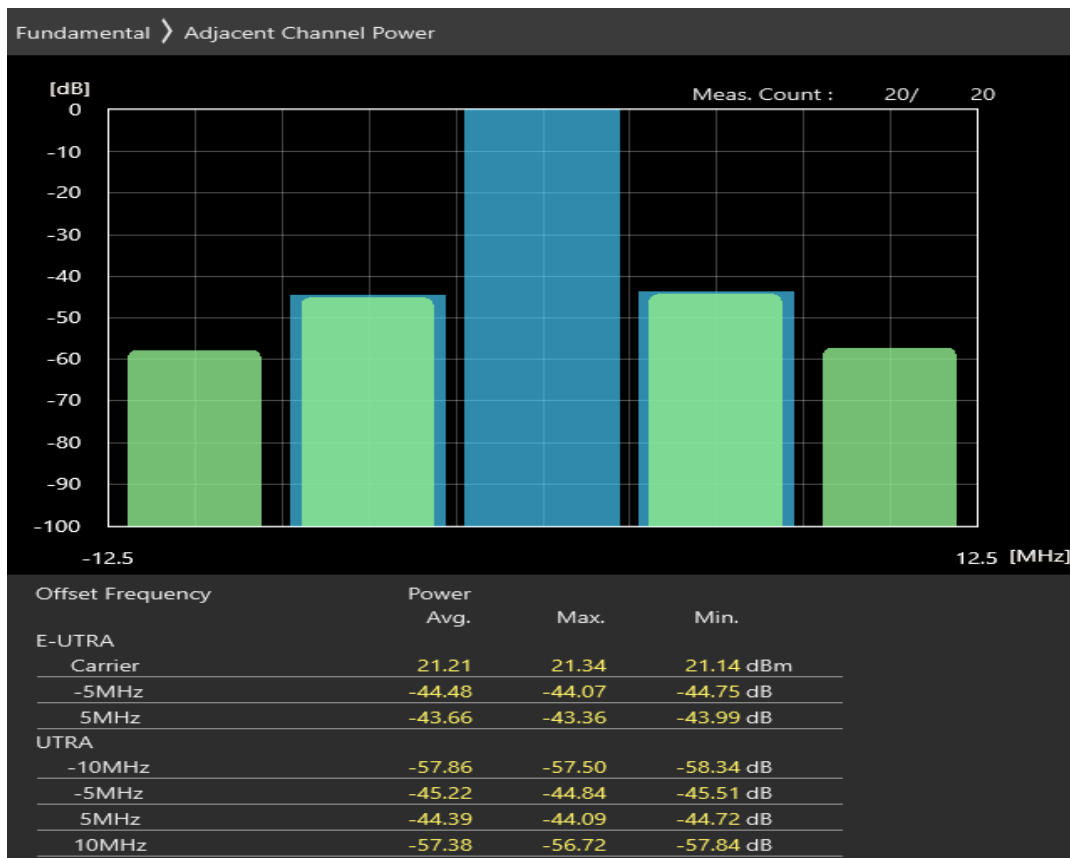 Fundamental 〉 Adjacent Channel Power
[dB]
Meas. Count : 20/ 20
0
-10
-20
-30
-40
-50
-60
-70
-80
-90
-100
-12.5 12.5 [MHz]
Offset Frequency Power
Avg. Max. Min.
E-UTRA
Carrier 21.21 21.34 21.14 dBm
-5MHz -44.48 -44.07 -44.75 dB
5MHz -43.66 -43.36 -43.99 dB
UTRA
-10MHz -57.86 -57.50 -58.34 dB
-5MHz -45.22 -44.84 -45.51 dB
5MHz -44.39 -44.09 -44.72 dB
10MHz -57.38 -56.72 -57.84 dB